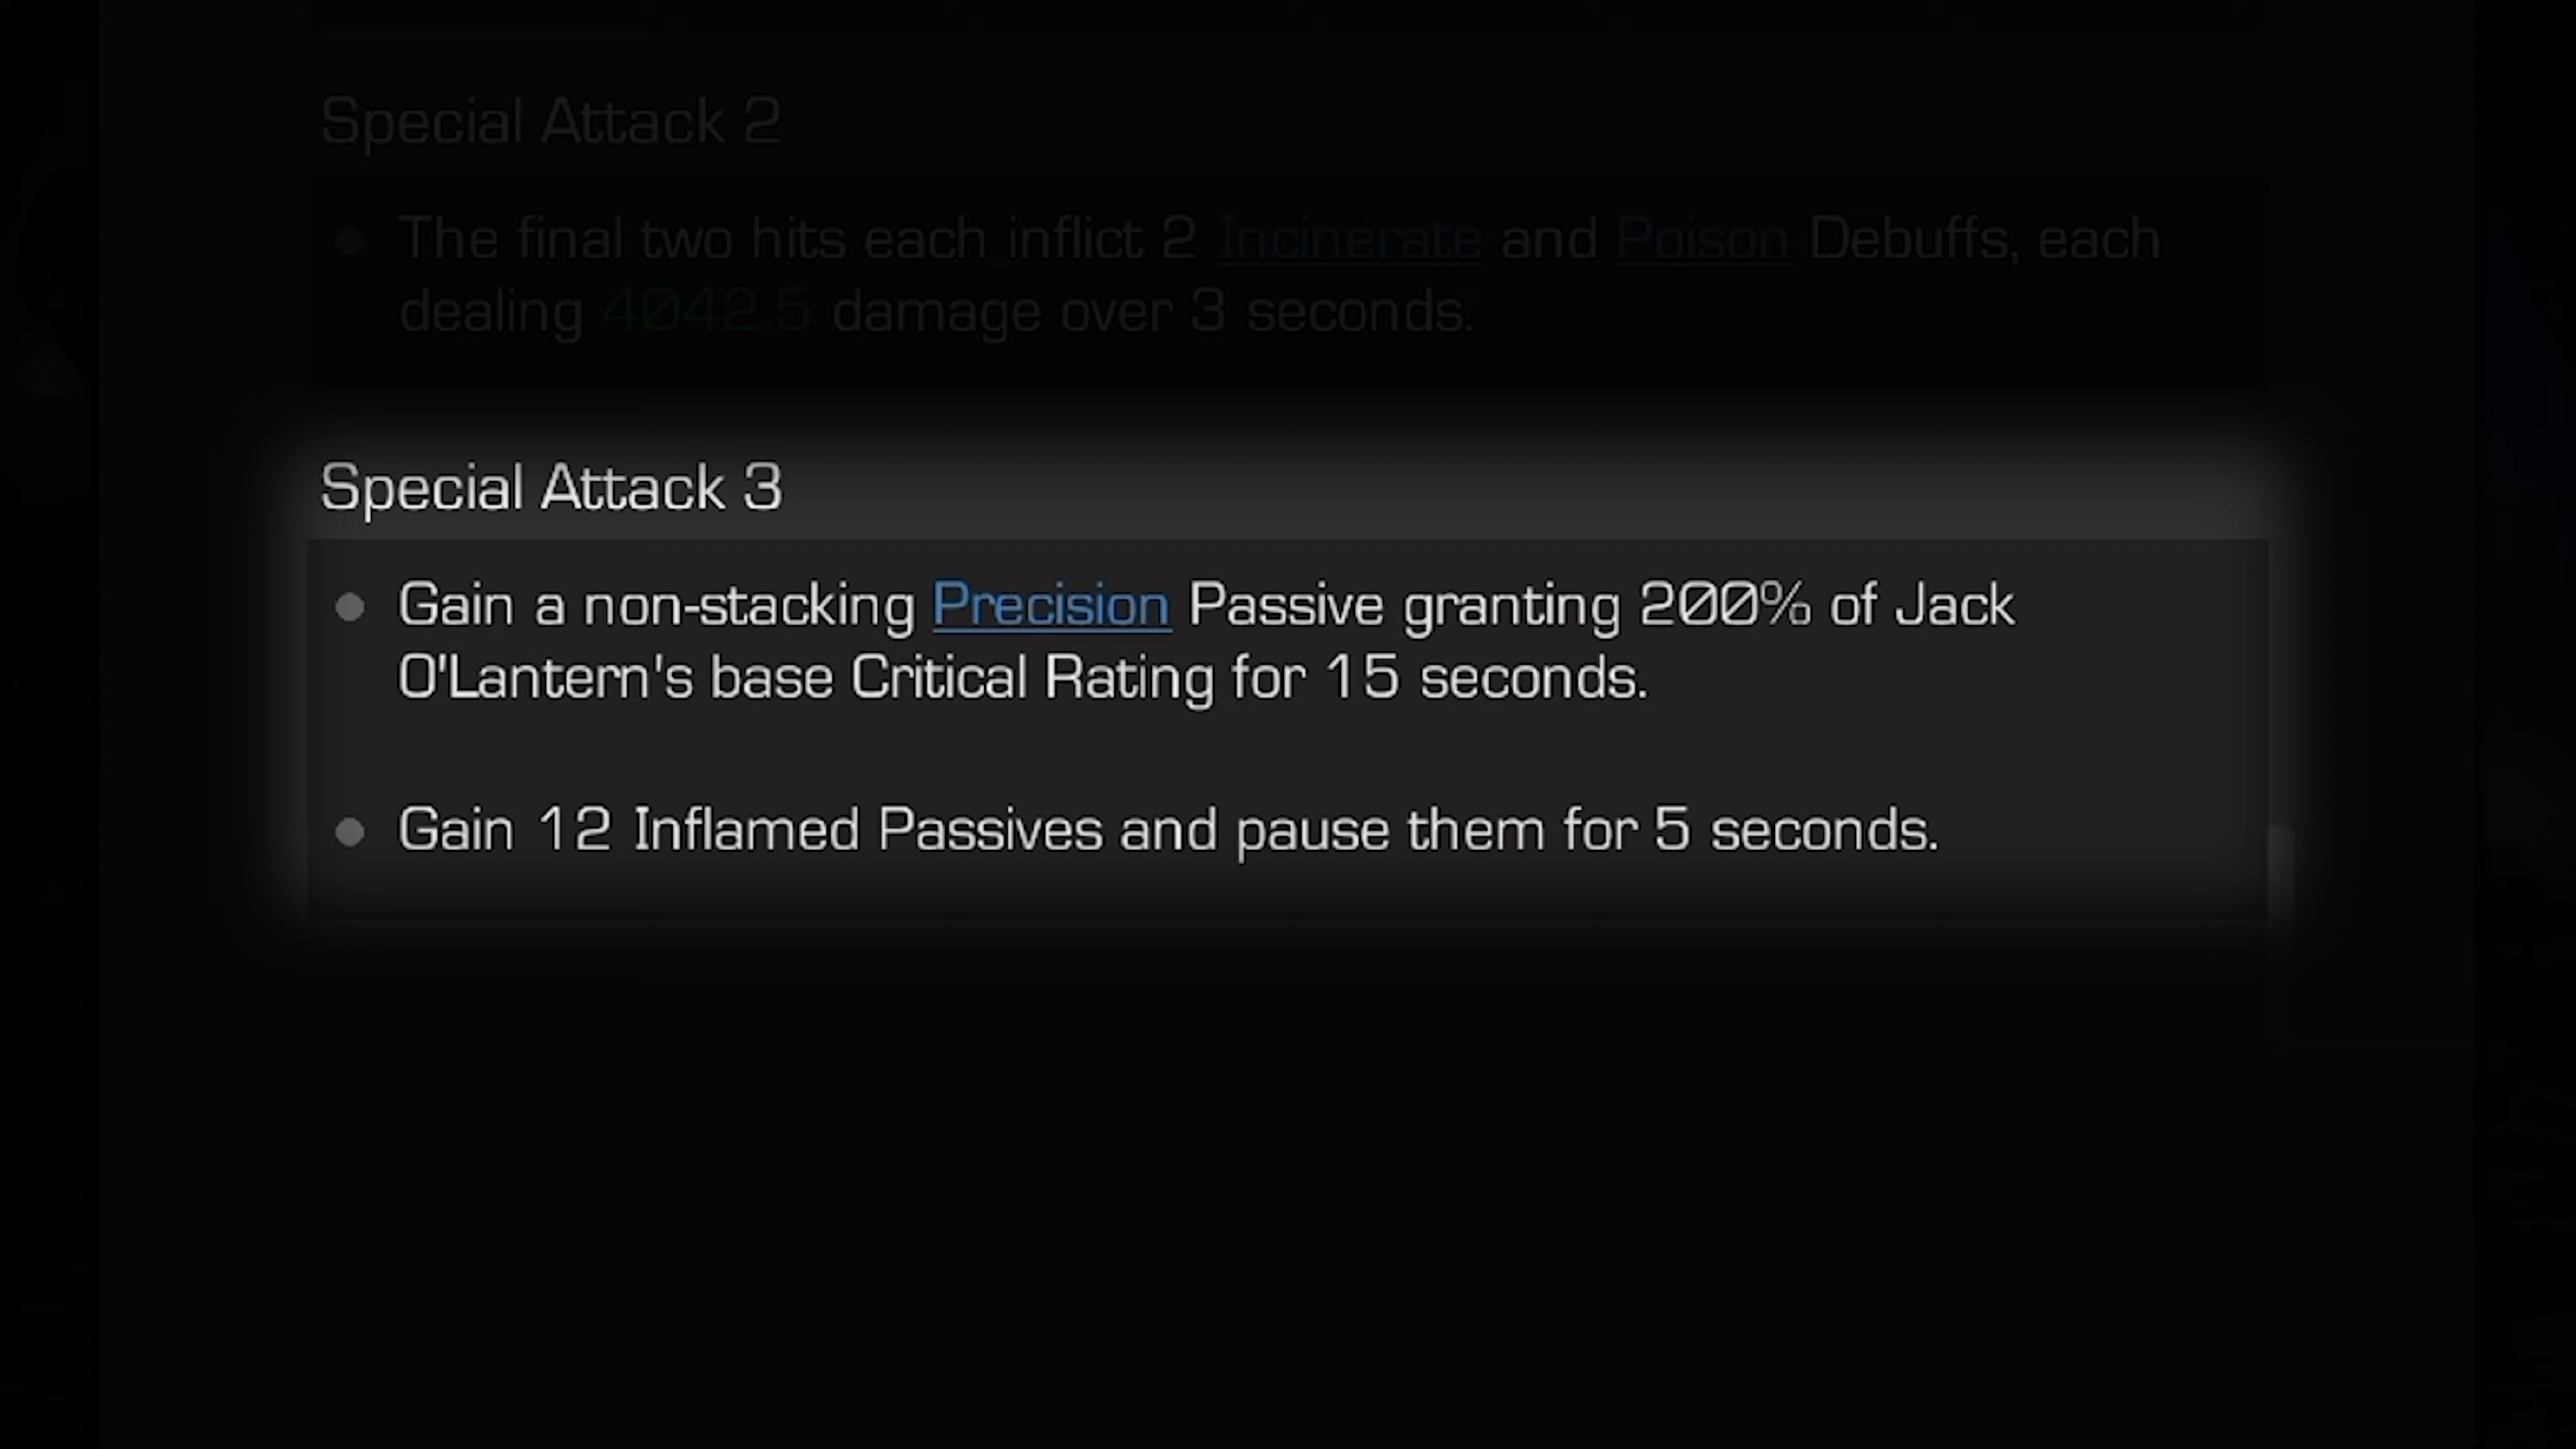 Special Attack 2
The final two hits each inflict 2 Incinerate and Poison Debuffs, each
dealing 4042.5 damage over 3 seconds.
Special Attack 3
Gain a non-stacking Precision Passive granting 200% of Jack
O'Lantern's base Critical Rating for 15 seconds.
Gain 12 Inflamed Passives and pause them for 5 seconds.